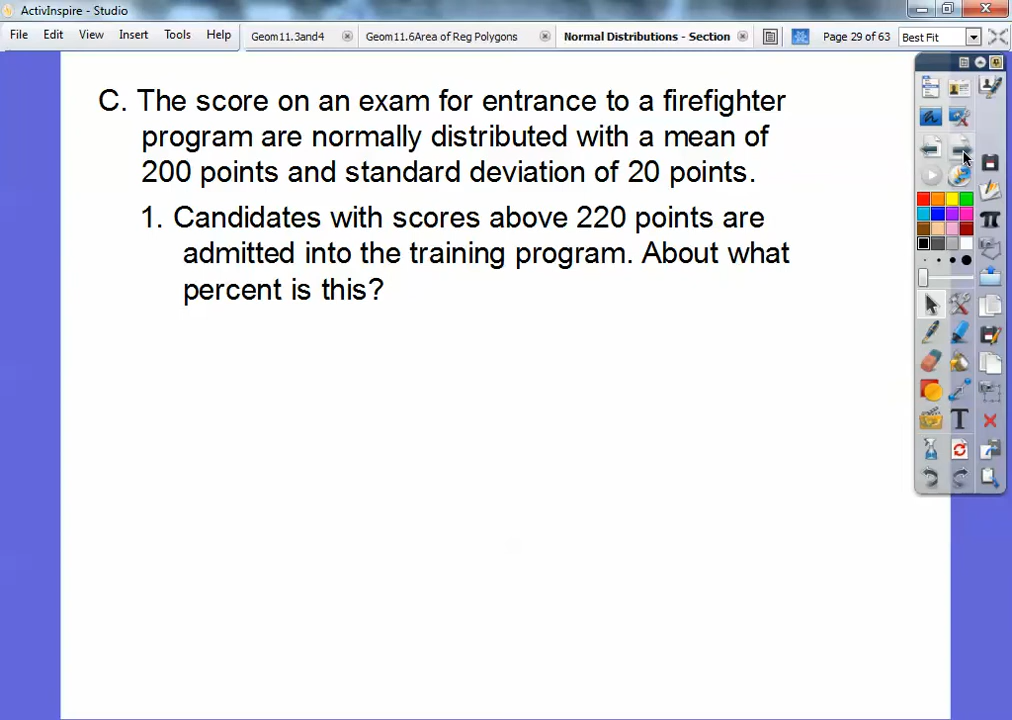 ActivInspire - Studio
File Edit View Insert Tools Help Geom11.3and4 Geom11.6Area of Reg Polygons Normal Distributions - Section Page 29 of 63 Best Fit
C. The score on an exam for entrance to a firefighter
program are normally distributed with a mean of
200 points and standard deviation of 20 points.
1. Candidates with scores above 220 points are
admitted into the training program. About what
percent is this?